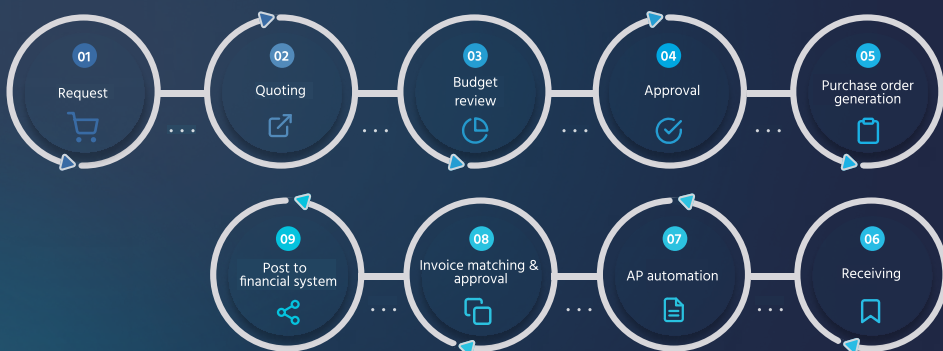 01
Request
02
Quoting
03
Budget
review
04
Approval
05
Purchase order
generation
09
Post to
financial system
08
Invoice matching &
approval
07
AP automation
06
Receiving